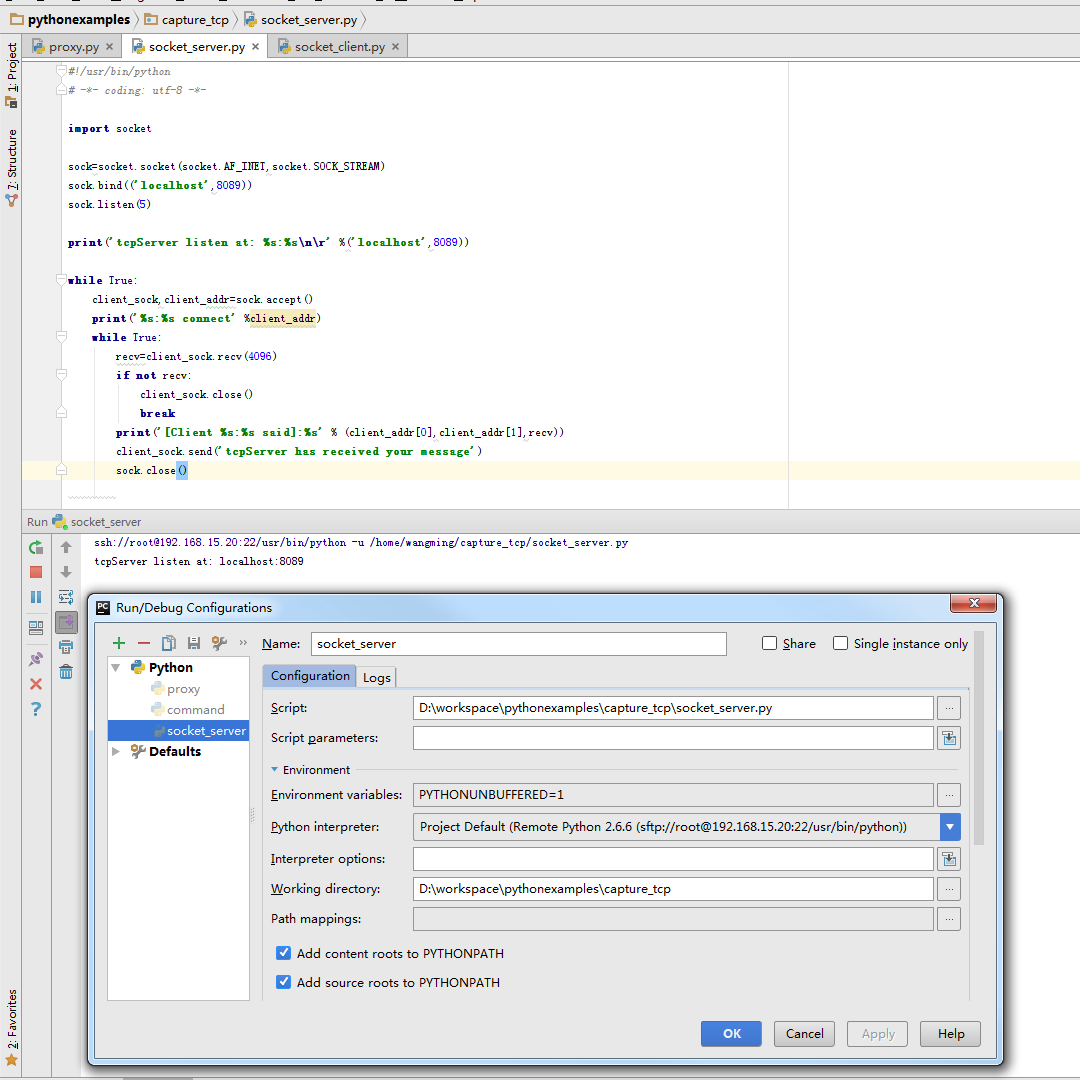 pythonexamples capture_tcp socket_server.py
proxy.py × socket_server.py × socket_client.py ×
1: Project
7: Structure
2: Favorites
#!/usr/bin/python
# -*- coding: utf-8 -*-
import socket
sock=socket.socket(socket.AF_INET,socket.SOCK_STREAM)
sock.bind(('localhost',8089))
sock.listen(5)
print('tcpServer listen at: %s:%s\n\r' %('localhost',8089))
while True:
client_sock,client_addr=sock.accept()
print('%s:%s connect' %client_addr)
while True:
recv=client_sock.recv(4096)
if not recv:
client_sock.close()
break
print('[Client %s:%s said]:%s' % (client_addr[0],client_addr[1],recv))
client_sock.send('tcpServer has received your message')
sock.close()
Run socket_server
ssh://root@192.168.15.20:22/usr/bin/python -u /home/wangming/capture_tcp/socket_server.py
tcpServer listen at: localhost:8089
PC Run/Debug Configurations
Name: socket_server Share Single instance only
Python
proxy
command
socket_server
Defaults
Configuration Logs
Script: D:\workspace\pythonexamples\capture_tcp\socket_server.py ...
Script parameters:
Environment
Environment variables: PYTHONUNBUFFERED=1 ...
Python interpreter: Project Default (Remote Python 2.6.6 (sftp://root@192.168.15.20:22/usr/bin/python))
Interpreter options:
Working directory: D:\workspace\pythonexamples\capture_tcp ...
Path mappings: ...
Add content roots to PYTHONPATH
Add source roots to PYTHONPATH
OK Cancel Apply Help